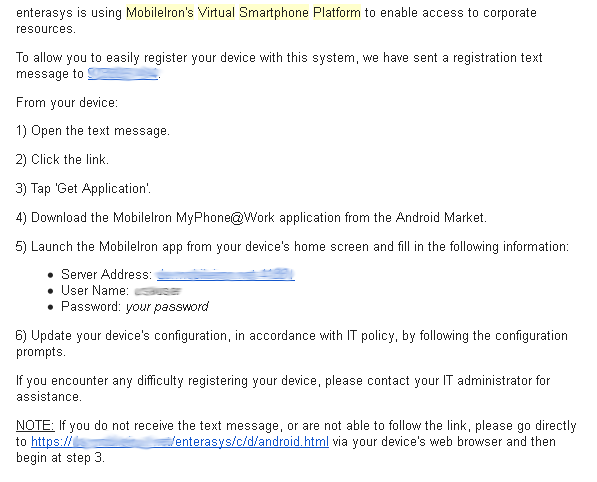 enterasys is using MobileIron's Virtual Smartphone Platform to enable access to corporate
resources.
To allow you to easily register your device with this system, we have sent a registration text
message to
From your device:
1) Open the text message.
2) Click the link.
3) Tap 'Get Application'.
4) Download the MobileIron MyPhone@Work application from the Android Market.
5) Launch the MobileIron app from your device's home screen and fill in the following information:
• Server Address:
• User Name:
• Password: your password
6) Update your device's configuration, in accordance with IT policy, by following the configuration
prompts.
If you encounter any difficulty registering your device, please contact your IT administrator for
assistance.
NOTE: If you do not receive the text message, or are not able to follow the link, please go directly
to https:// /enterasys/c/d/android.html via your device's web browser and then
begin at step 3.